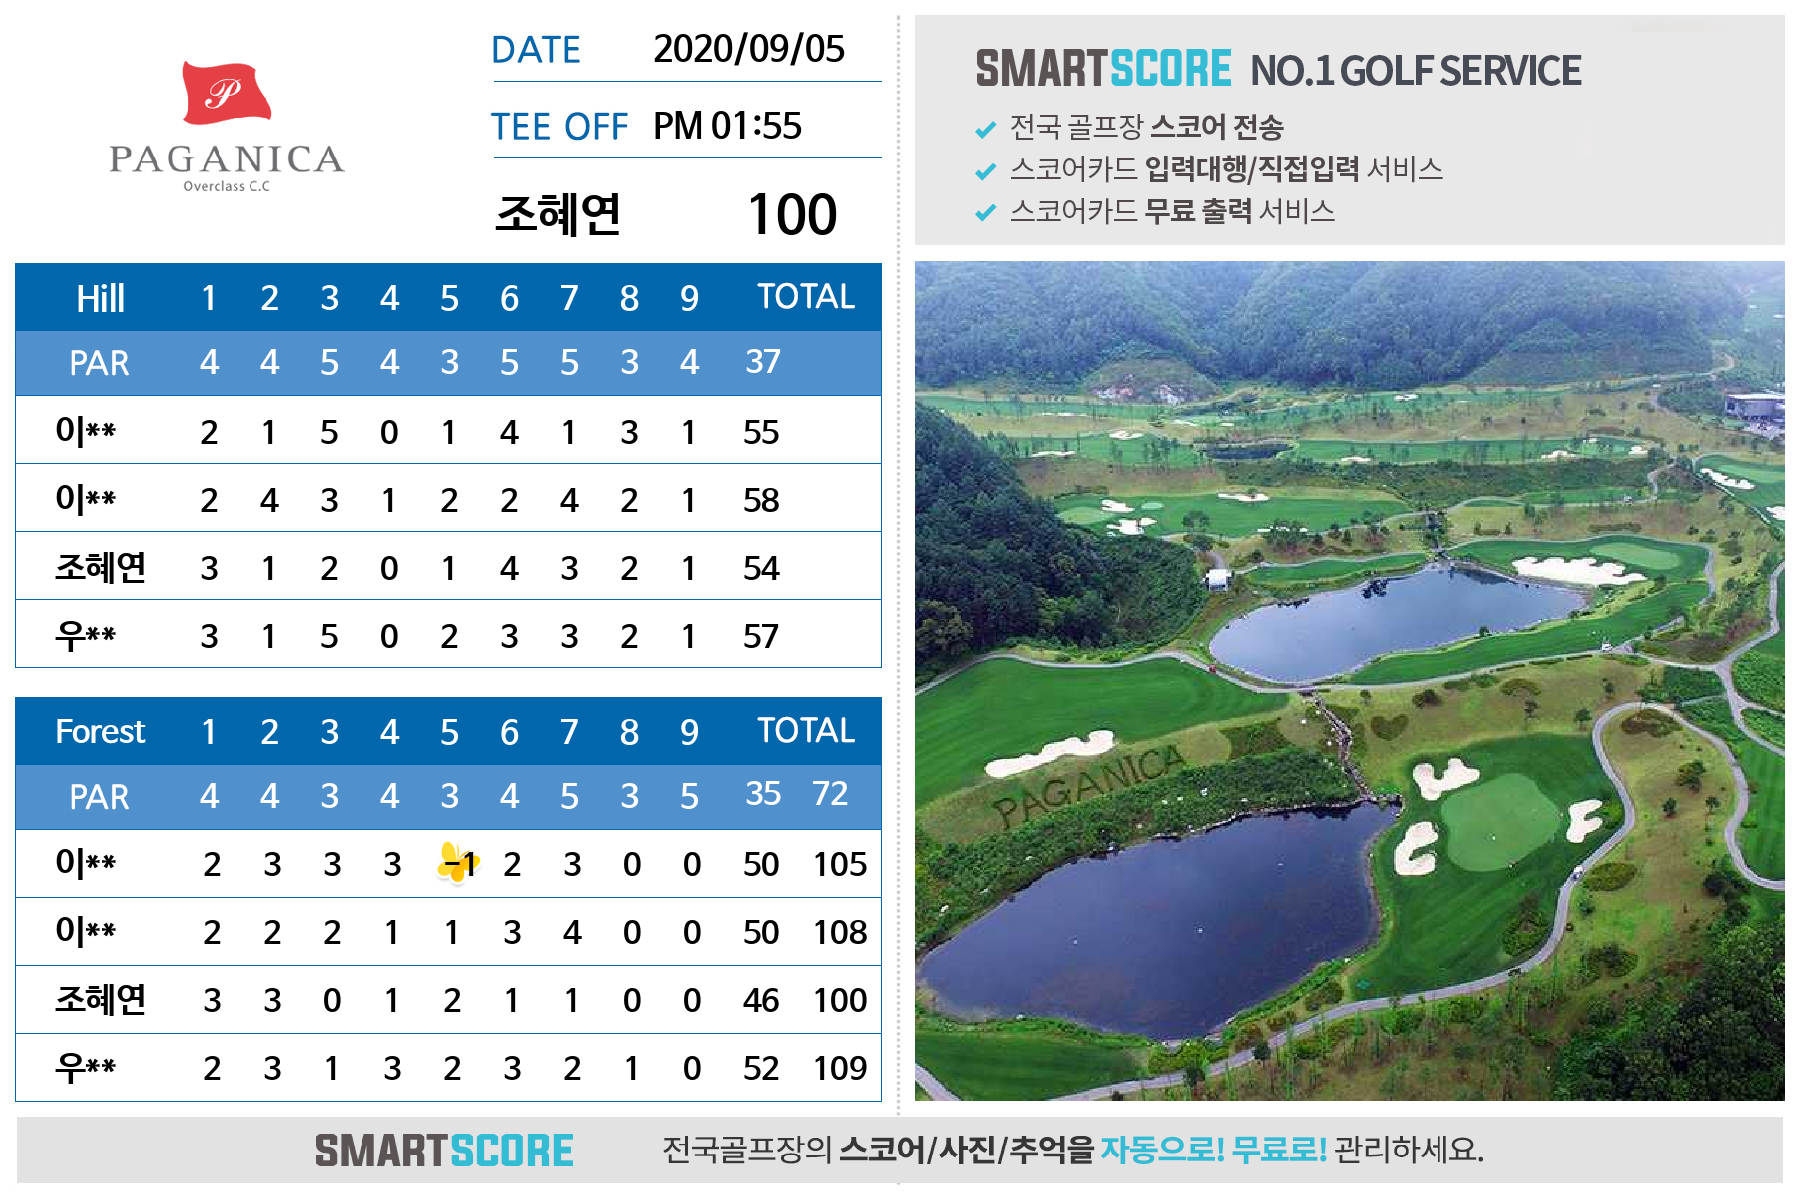 P
PAGANICA
Overclass C.C
DATE 2020/09/05
TEE OFF PM 01:55
조혜연 100
Hill 1 2 3 4 5 6 7 8 9 TOTAL
PAR 4 4 5 4 3 5 5 3 4 37
이** 2 1 5 0 1 4 1 3 1 55
이** 2 4 3 1 2 2 4 2 1 58
조혜연 3 1 2 0 1 4 3 2 1 54
우** 3 1 5 0 2 3 3 2 1 57
Forest 1 2 3 4 5 6 7 8 9 TOTAL
PAR 4 4 3 4 3 4 5 3 5 35 72
이** 2 3 3 3 -1 2 3 0 0 50 105
이** 2 2 2 1 1 3 4 0 0 50 108
조혜연 3 3 0 1 2 1 1 0 0 46 100
우** 2 3 1 3 2 3 2 1 0 52 109
SMARTSCORE NO.1 GOLF SERVICE
전국 골프장 스코어 전송
스코어카드 입력대행/직접입력 서비스
스코어카드 무료 출력 서비스
PAGANICA
SMARTSCORE 전국골프장의 스코어/사진/추억을 자동으로! 무료로! 관리하세요.